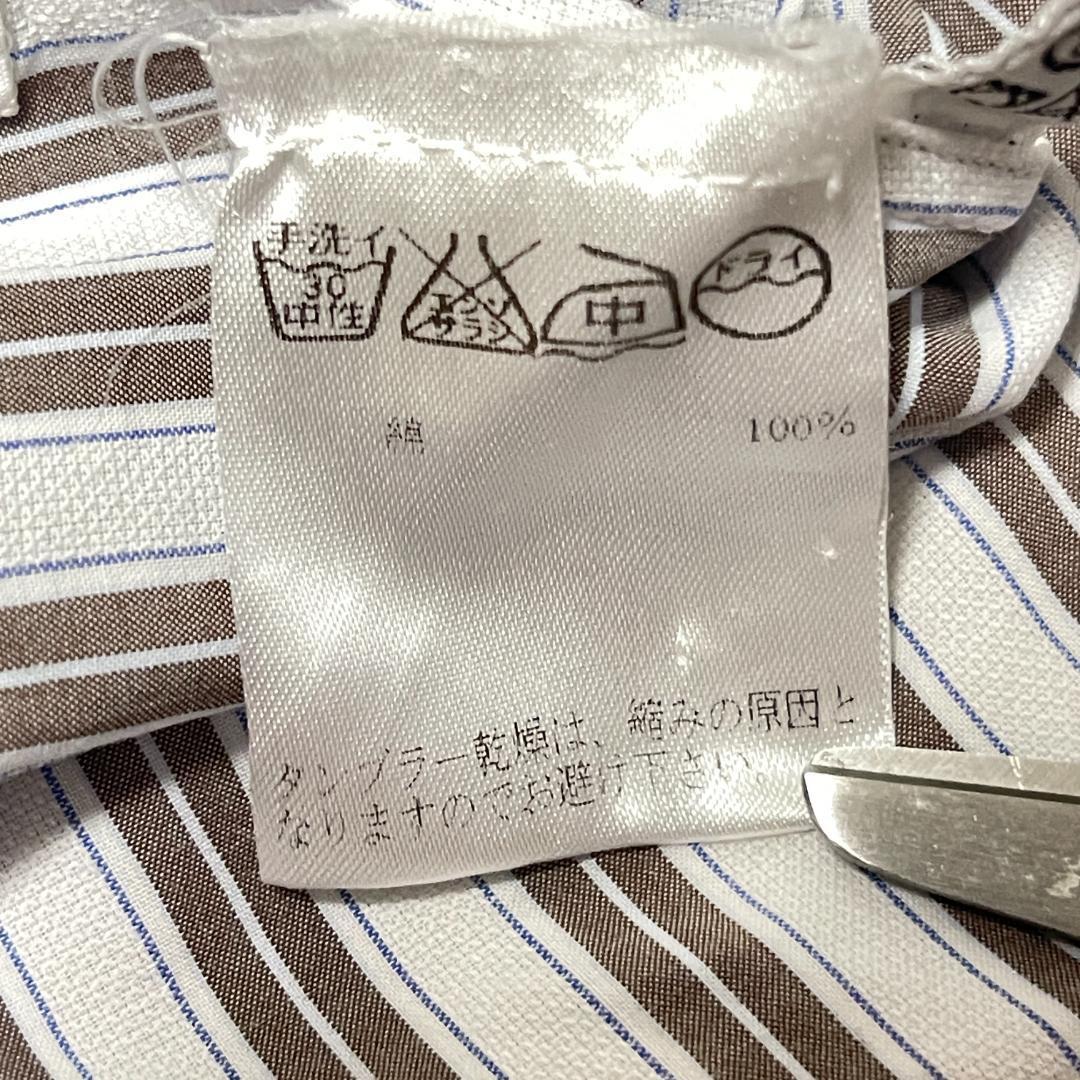 手洗イ
30
中性
エンソ
サラシ
中
ドライ
綿 100%
タンブラー乾燥は、縮みの原因と
なりますのでお避け下さい。